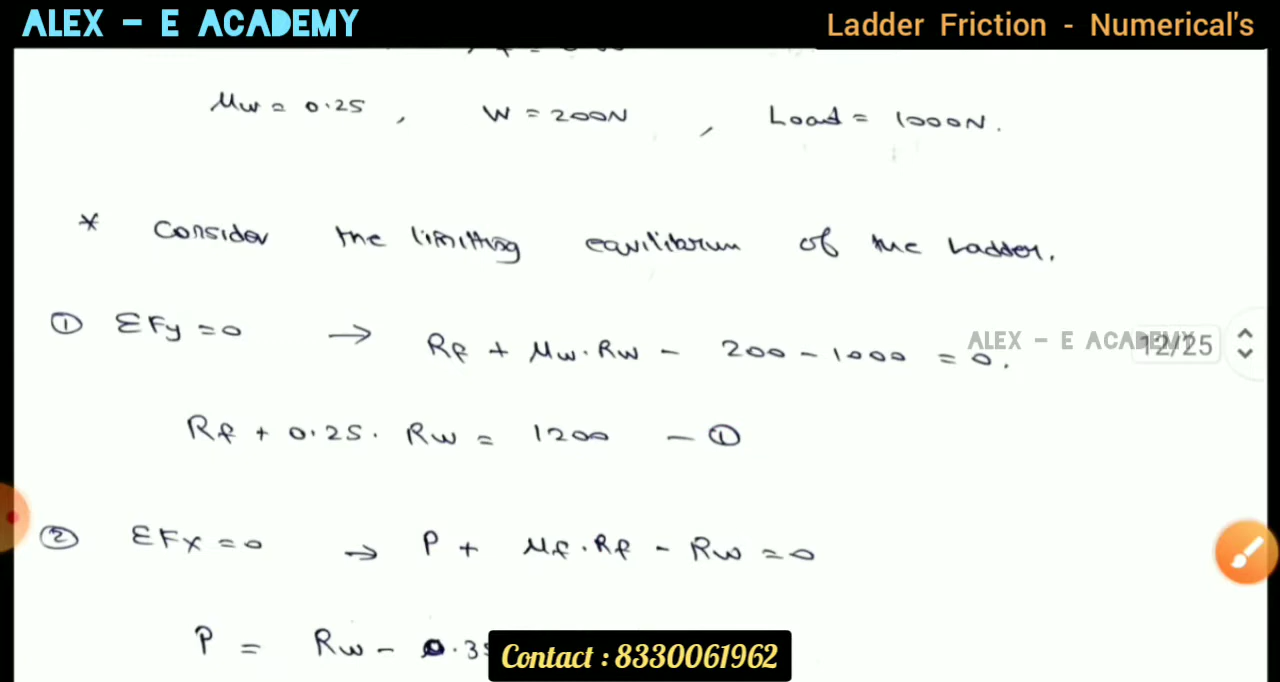 ALEX - E ACADEMY
Ladder Friction - Numerical's
μw = 0.25 , W = 200N , Load = 1000N.
* Consider the limitting equilibrum of the Ladder.
① ΣFy = 0 → Rf + μw. Rw - 200 - 1000 = 0.
ALEX - E ACADEMY
12/25
Rf + 0.25. Rw = 1200 - ①
② ΣFx = 0 → P + μf. Rf - Rw = 0
P = Rw -
Contact : 8330061962